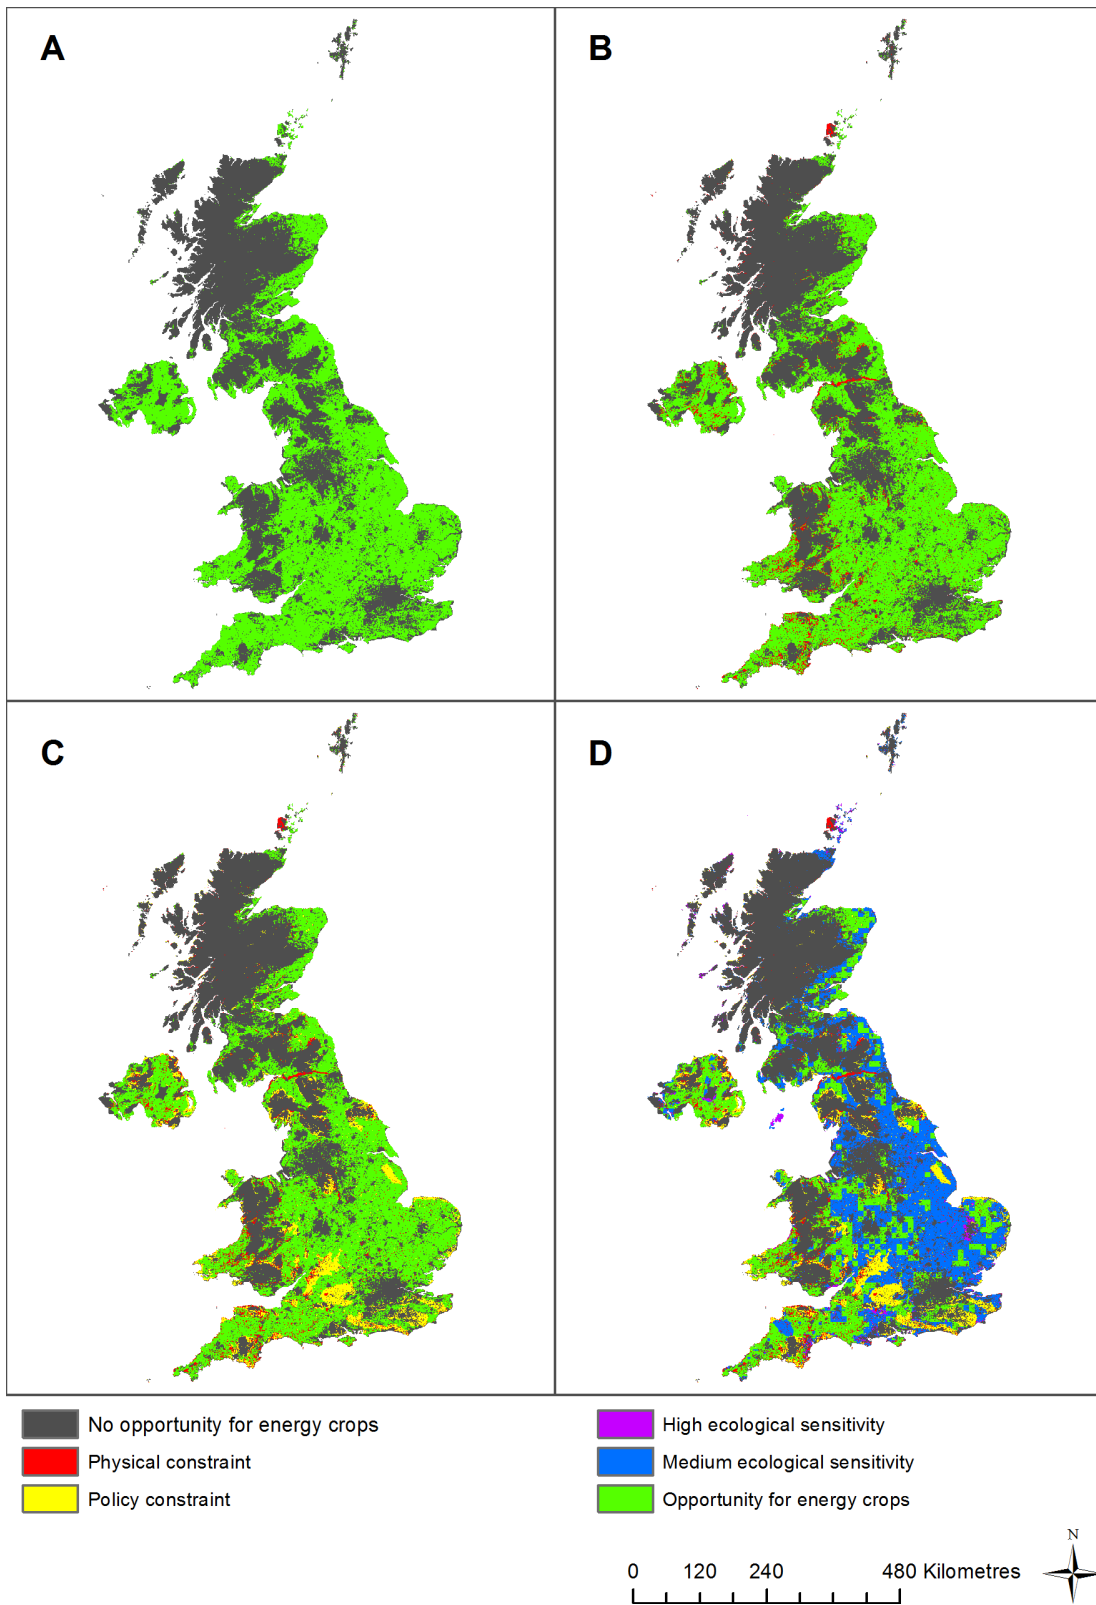 A
B
C
D
No opportunity for energy crops
Physical constraint
Policy constraint
High ecological sensitivity
Medium ecological sensitivity
Opportunity for energy crops
N
0 120 240 480 Kilometres